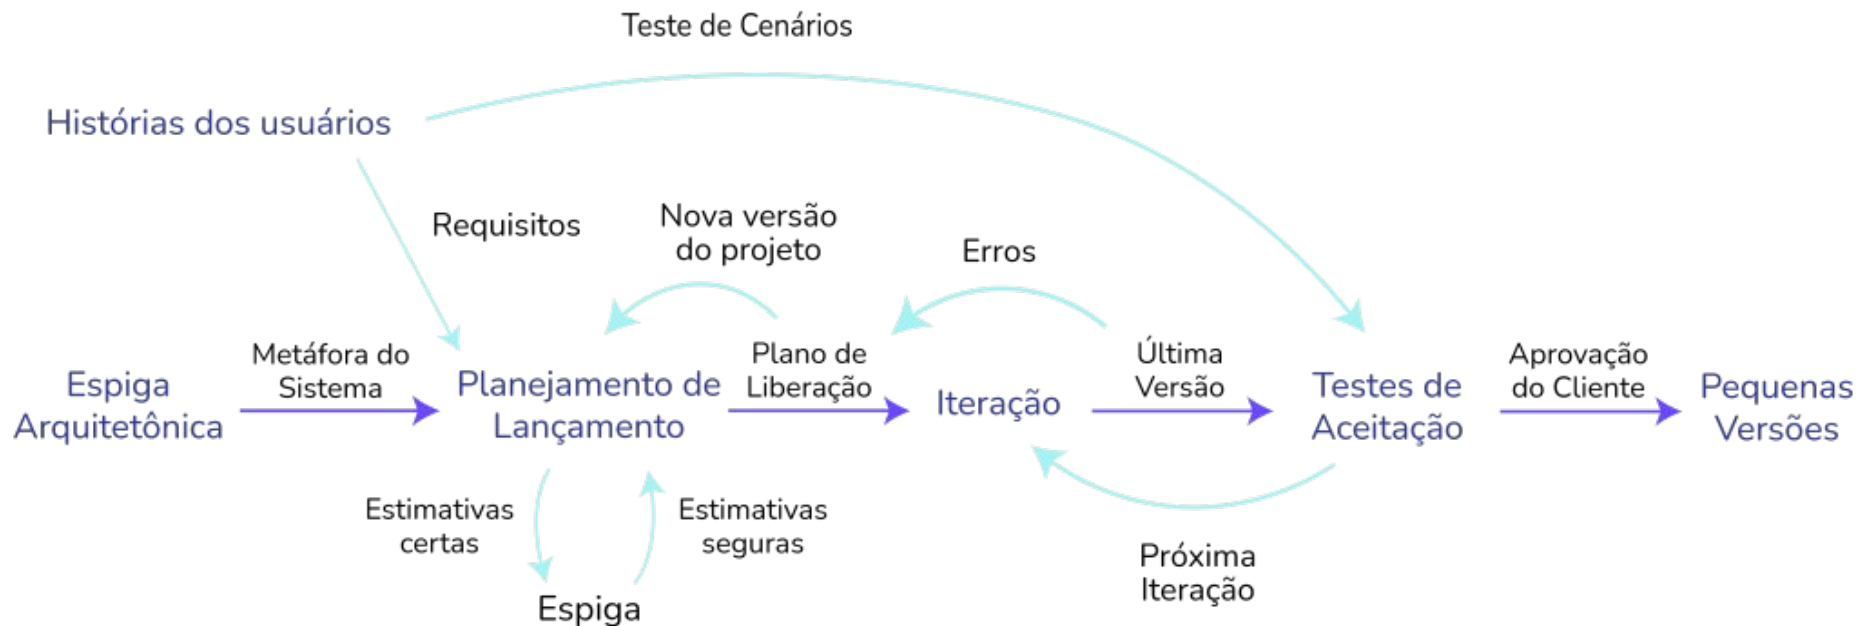 Teste de Cenários
Histórias dos usuários
Requisitos
Nova versão
do projeto
Erros
Espiga
Arquitetônica
Metáfora do
Sistema
Planejamento de
Lançamento
Plano de
Liberação
Iteração
Última
Versão
Testes de
Aceitação
Aprovação
do Cliente
Pequenas
Versões
Estimativas
certas
Estimativas
seguras
Espiga
Próxima
Iteração